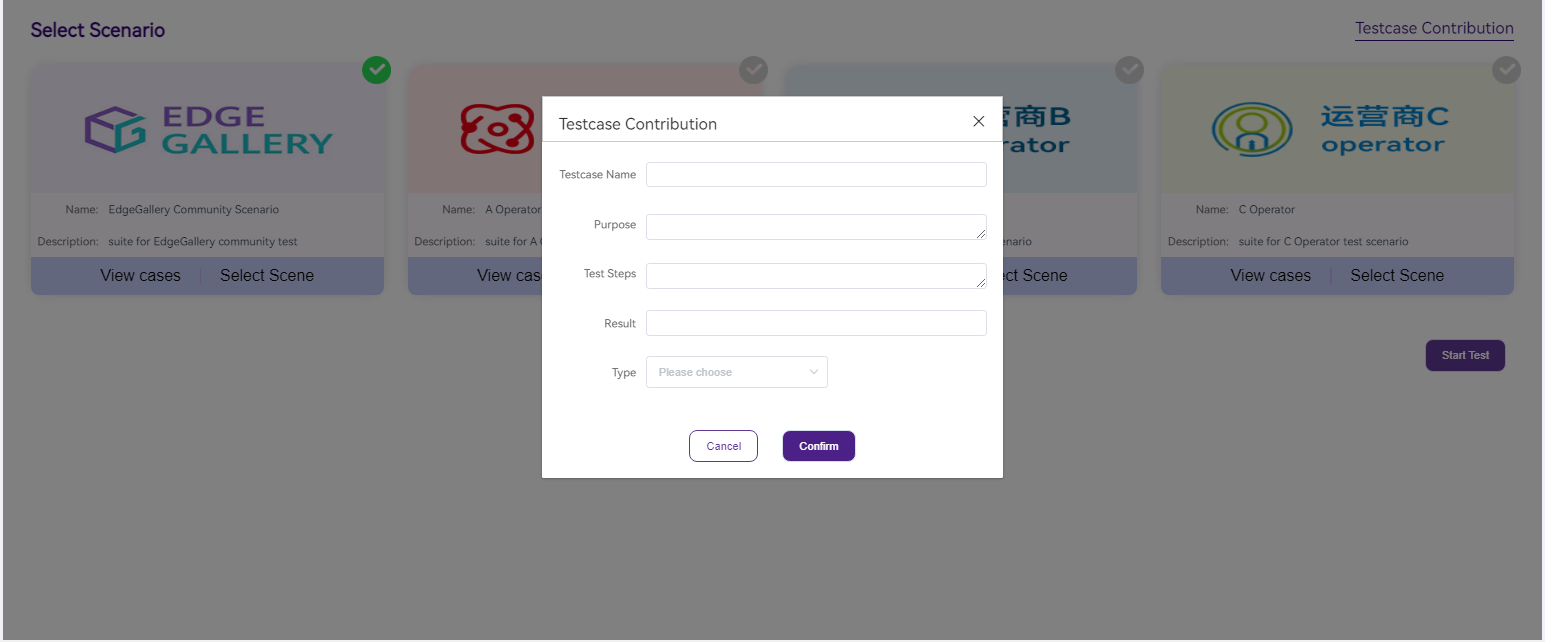 Select Scenario
Testcase Contribution
EDGE
GALLERY
Name: EdgeGallery Community Scenario
Description: suite for EdgeGallery community test
View cases
Select Scene
Name: A Operator
Description: suite for A
View cas
商B
rator
nario
ct Scene
运营商C
operator
Name: C Operator
Description: suite for C Operator test scenario
View cases
Select Scene
Start Test
Testcase Contribution
Testcase Name
Purpose
Test Steps
Result
Type
Please choose
Cancel
Confirm